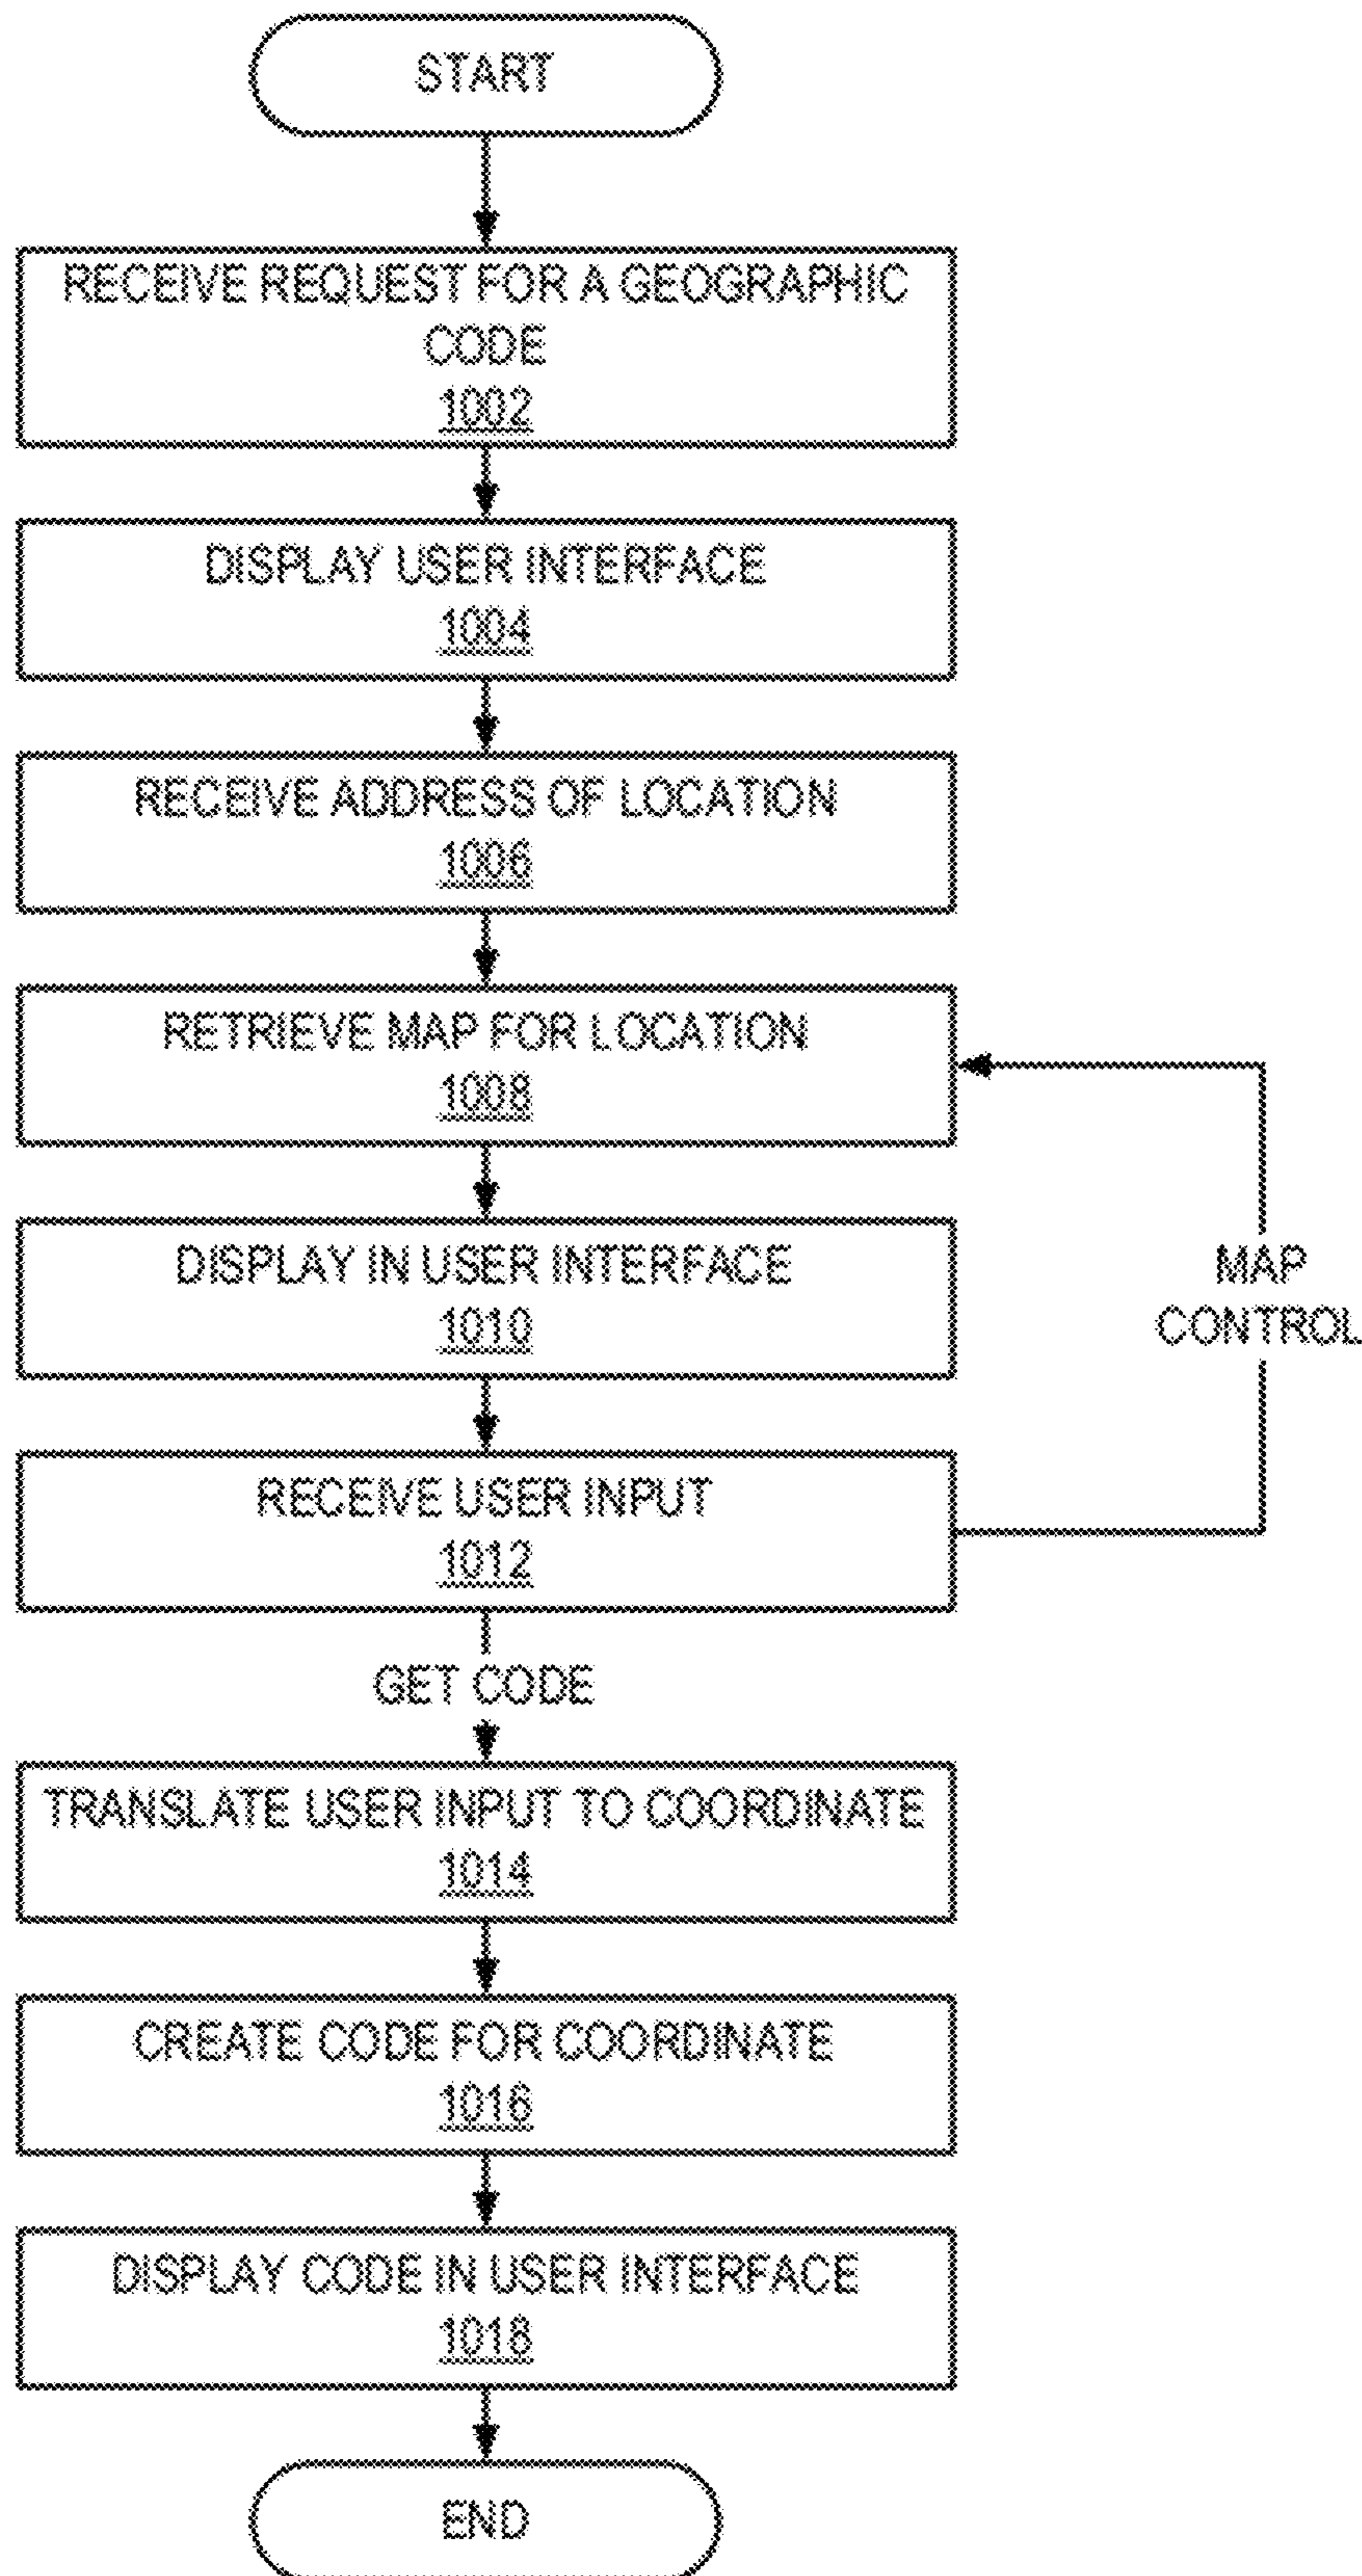 START
RECEIVE REQUEST FOR A GEOGRAPHIC
CODE
1002
DISPLAY USER INTERFACE
1004
RECEIVE ADDRESS OF LOCATION
1006
RETRIEVE MAP FOR LOCATION
1008
DISPLAY IN USER INTERFACE
1010
MAP
CONTROL
RECEIVE USER INPUT
1012
GET CODE
TRANSLATE USER INPUT TO COORDINATE
1014
CREATE CODE FOR COORDINATE
1016
DISPLAY CODE IN USER INTERFACE
1018
END